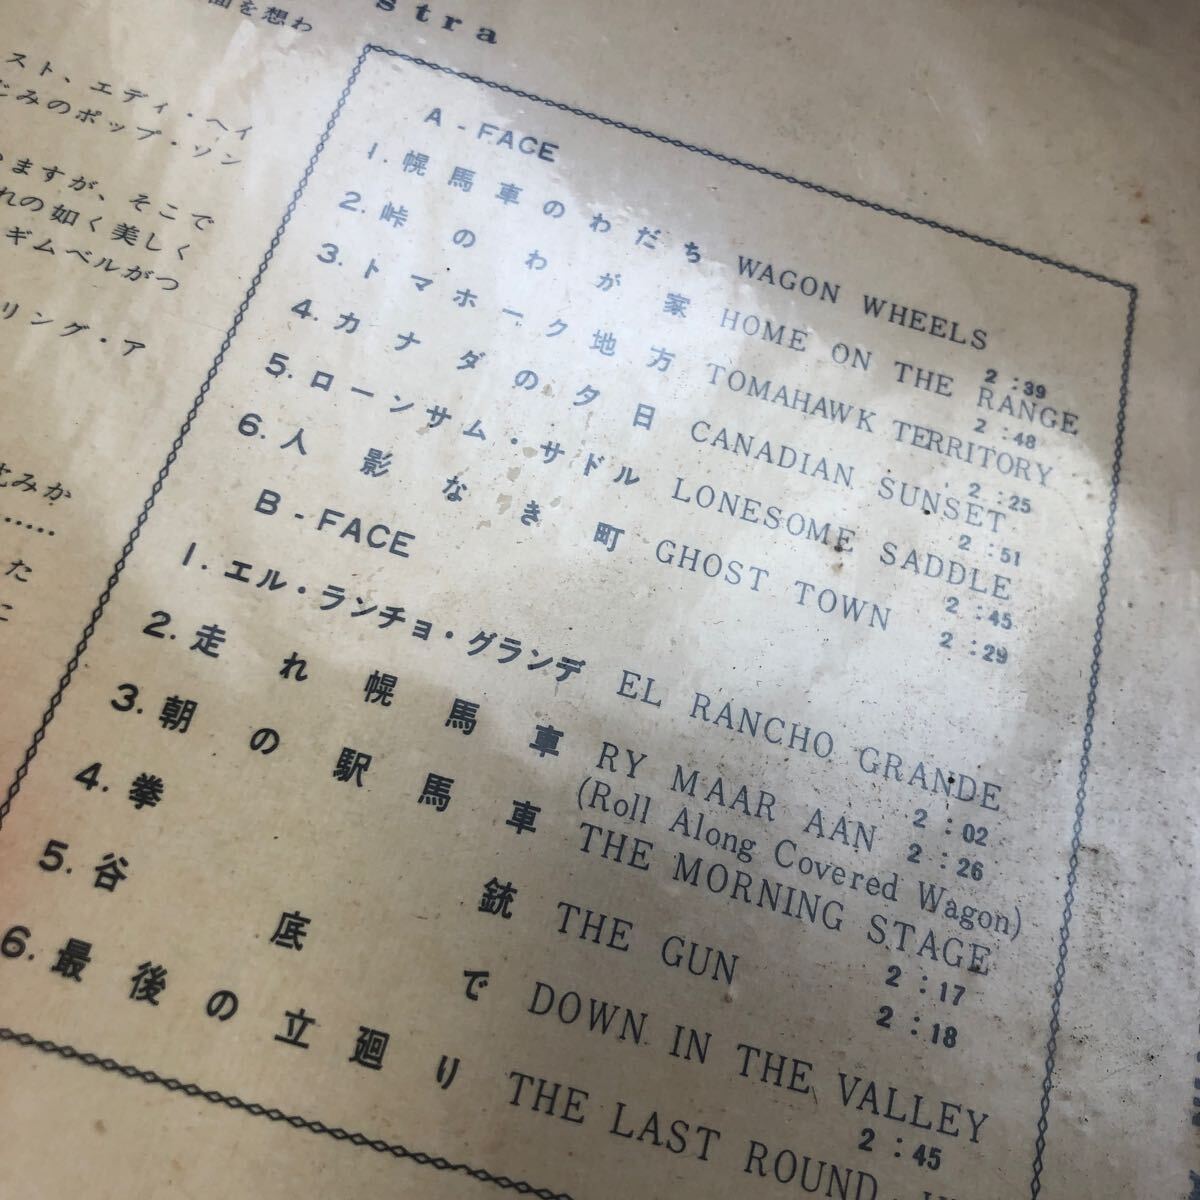 stra
面を想わ
スト、エディ・ヘイ
じみのポップ・ソン
ますが、そこで
れの如く美しく
ギムベルがつ
リング・ア
みか
・・・・・
た
に
A - FACE
1. 幌馬車のわだち WAGON WHEELS 2:39
2. 峠のわが家 HOME ON THE RANGE 2:48
3. トマホーク地方 TOMAHAWK TERRITORY 2:25
4. カナダの夕日 CANADIAN SUNSET 2:51
5. ローンサム・サドル LONESOME SADDLE 2:45
6. 人影なき町 GHOST TOWN 2:29
B - FACE
1. エル・ランチョ・グランデ EL RANCHO GRANDE 2:02
2. 走れ幌馬車 RY MAAR AAN 2:26
(Roll Along Covered Wagon)
3. 朝の駅馬車 THE MORNING STAGE 2:17
4. 拳銃 THE GUN 2:18
5. 谷底で DOWN IN THE VALLEY 2:45
6. 最後の立廻り THE LAST ROUND